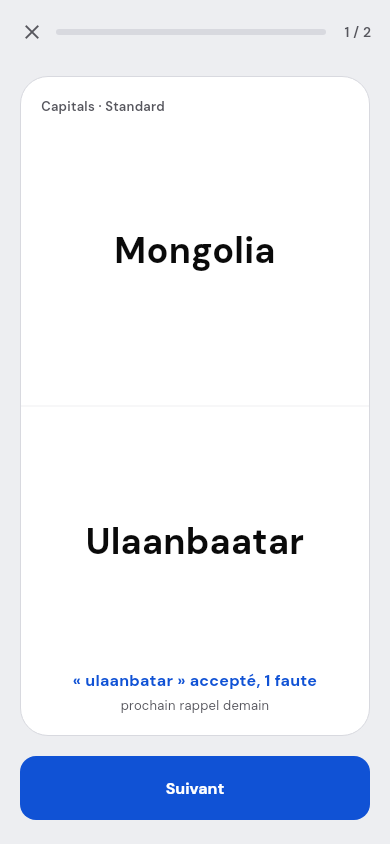 1 / 2
Capitals · Standard
Mongolia
Ulaanbaatar
« ulaanbatar » accepté, 1 faute
prochain rappel demain
Suivant